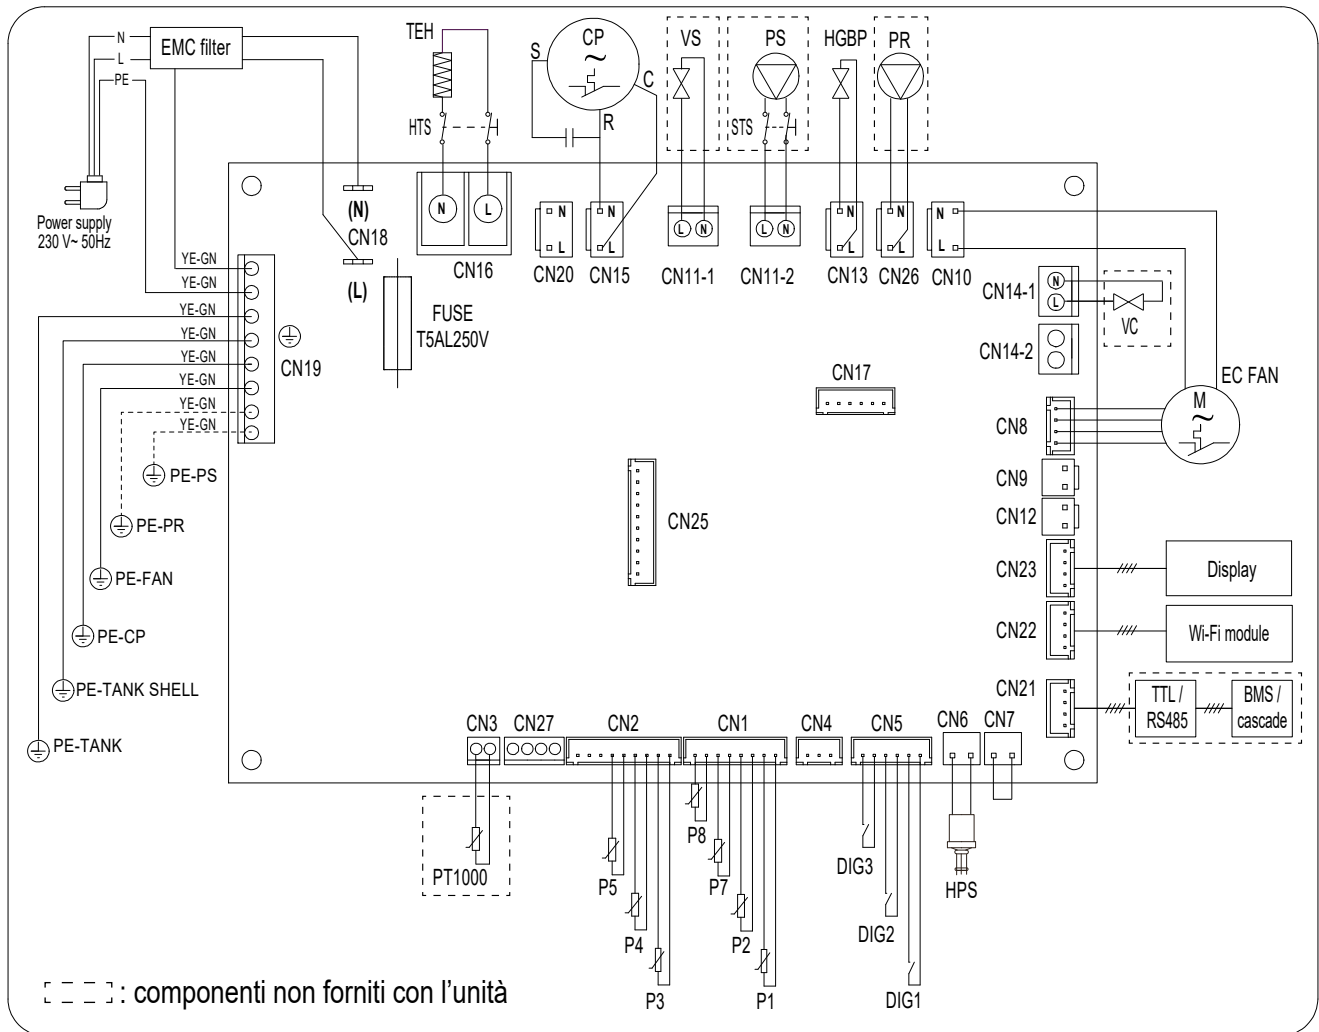 N
L
PE
EMC filter
Power supply
230 V~ 50Hz
TEH
HTS
S
CP
~
C
R
VS
PS
STS
HGBP
PR
(N)
CN18
(L)
N
L
CN16
N
L
CN20
N
L
CN15
L
N
CN11-1
L
N
CN11-2
N
L
CN13
N
L
CN26
N
L
CN10
FUSE
T5AL250V
YE-GN
YE-GN
YE-GN
YE-GN
YE-GN
YE-GN
YE-GN
YE-GN
CN19
CN14-1
N
L
VC
CN14-2
EC FAN
M
~
CN17
CN8
CN9
CN12
CN25
CN23
Display
CN22
Wi-Fi module
CN21
TTL /
RS485
BMS /
cascade
PE-PS
PE-PR
PE-FAN
PE-CP
PE-TANK SHELL
PE-TANK
CN3
CN27
CN2
CN1
CN4
CN5
CN6
CN7
PT1000
P5
P4
P3
P8
P7
P2
P1
DIG3
DIG2
DIG1
HPS
: componenti non forniti con l’unità